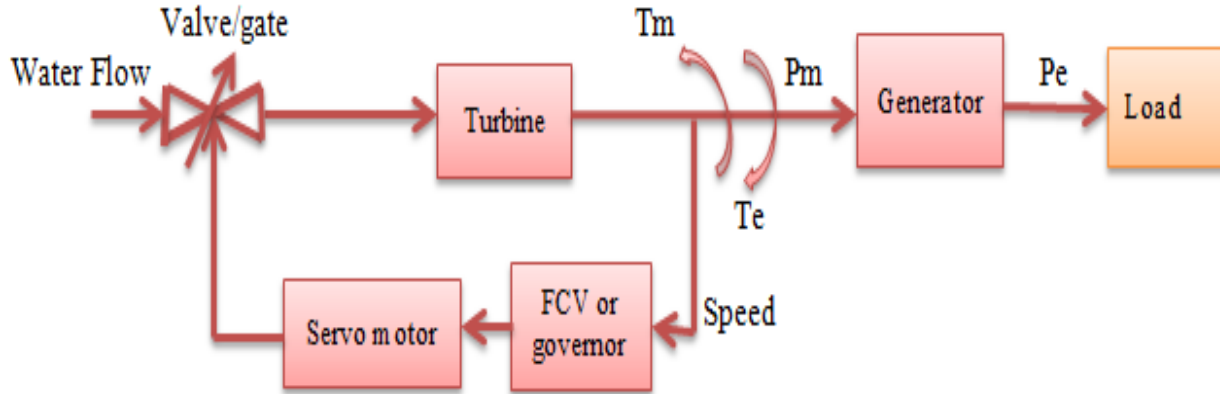 Valve/gate
Water Flow
Turbine
Tm
Te
Pm
Generator
Pe
Load
Speed
FCV or
governor
Servo motor